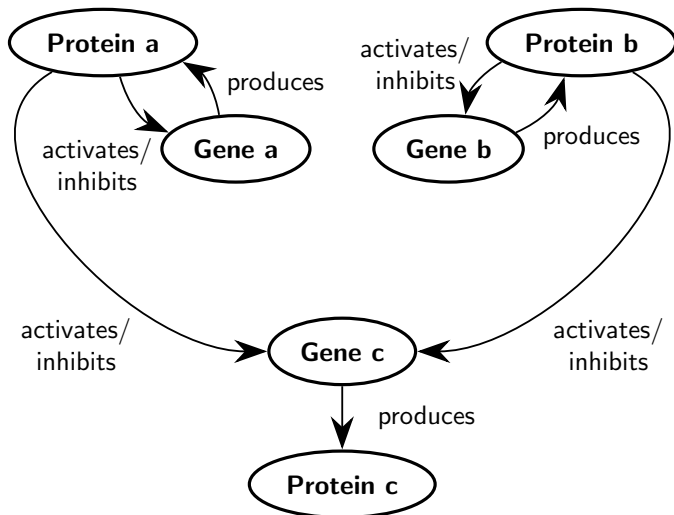 Protein a
Protein b
activates/
inhibits
produces
produces
activates/
inhibits
Gene a
Gene b
activates/
inhibits
activates/
inhibits
Gene c
produces
Protein c